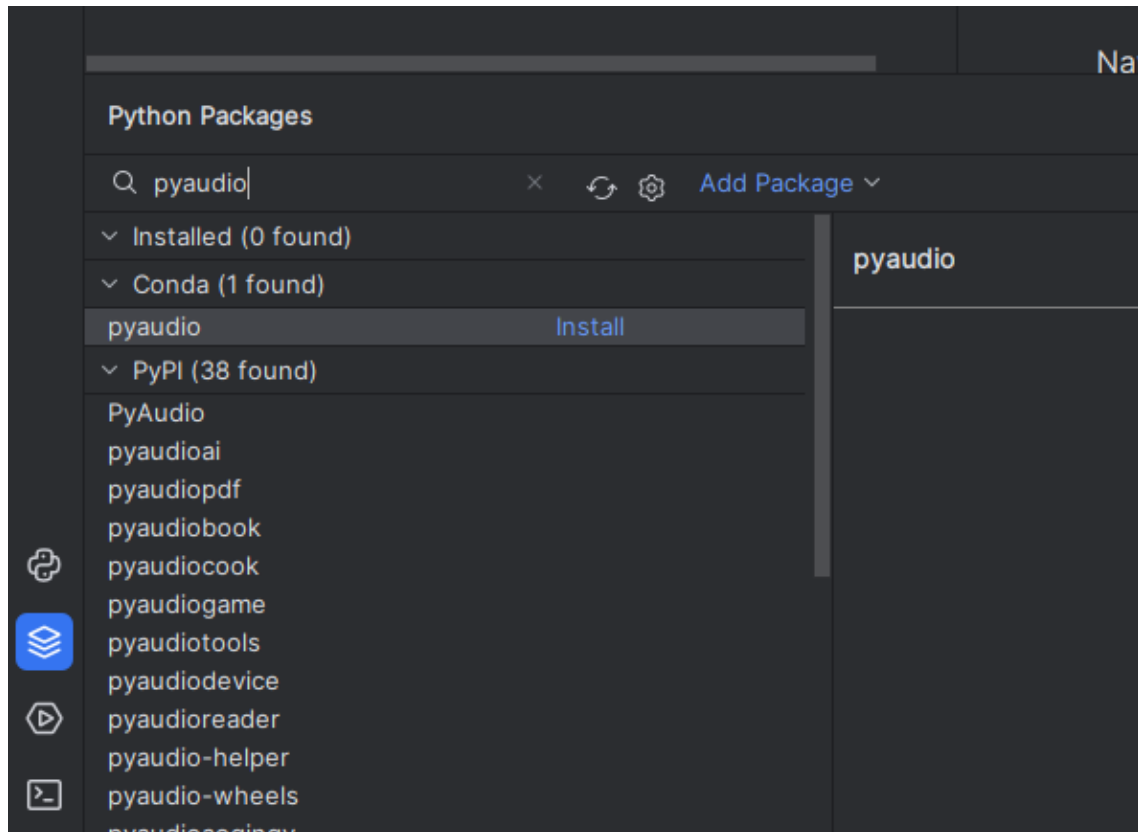 Na
Python Packages
pyaudio
Add Package
Installed (0 found)
Conda (1 found)
pyaudio Install
PyPI (38 found)
PyAudio
pyaudioai
pyaudiopdf
pyaudiobook
pyaudiocook
pyaudiogame
pyaudiotools
pyaudiodevice
pyaudioreader
pyaudio-helper
pyaudio-wheels
pyaudio